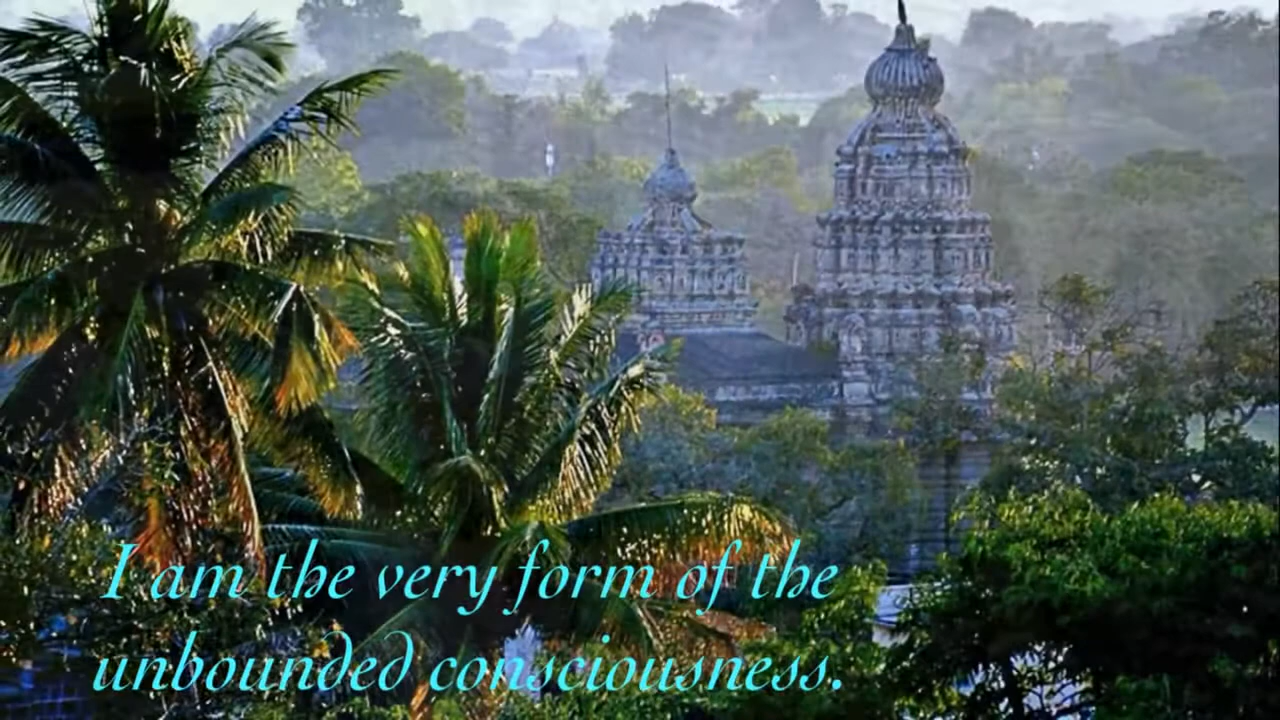 I am the very form of the
unbounded consciousness.